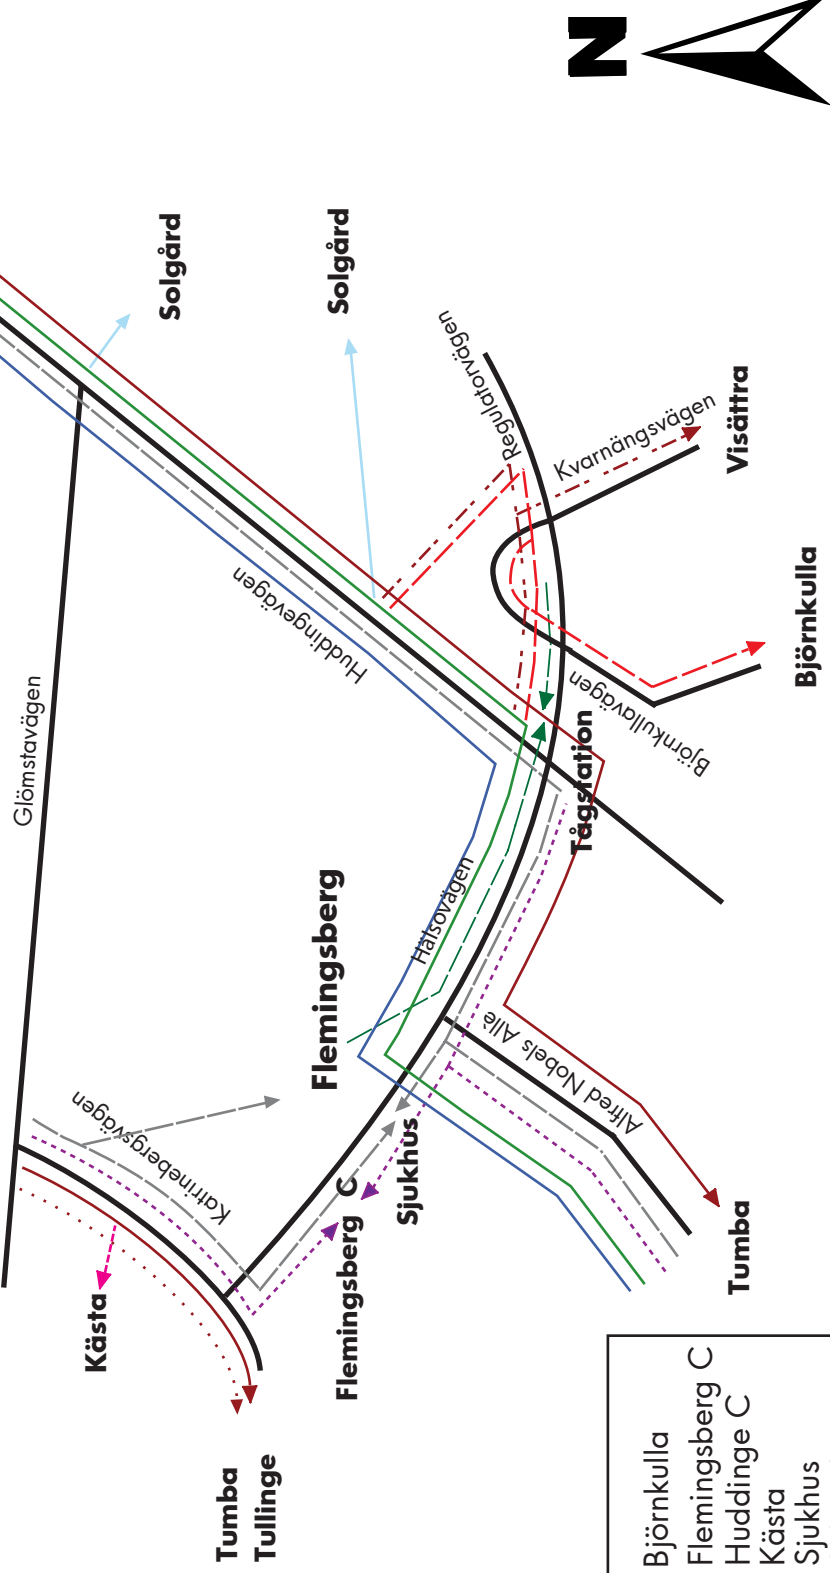 N
Solgård
Solgård
Regulatorvägen
Kvarnängsvägen
Visättra
Huddingevägen
Glömstavägen
Björnkullavägen
Björnkulla
Tågstation
Hälsovägen
Flemingsberg
Alfred Nobels Allè
Katrinebergsvägen
Sjukhus
Flemingsberg C
Kästa
Tumba
Tumba
Tullinge
Björnkulla
Flemingsberg C
Huddinge C
Kästa
Sjukhus